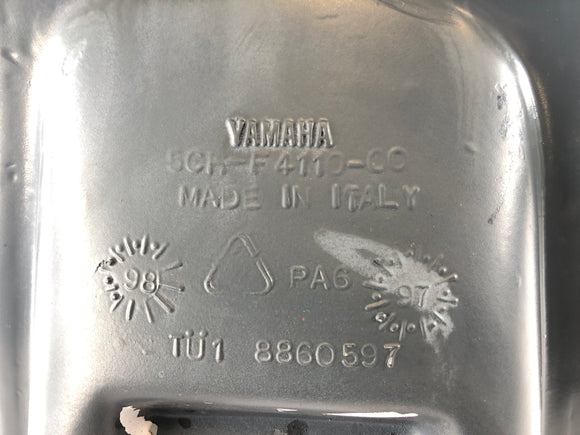 YAMAHA
5CH-F4110-00
MADE IN ITALY
98 PA6 97
TÜ1 8860597